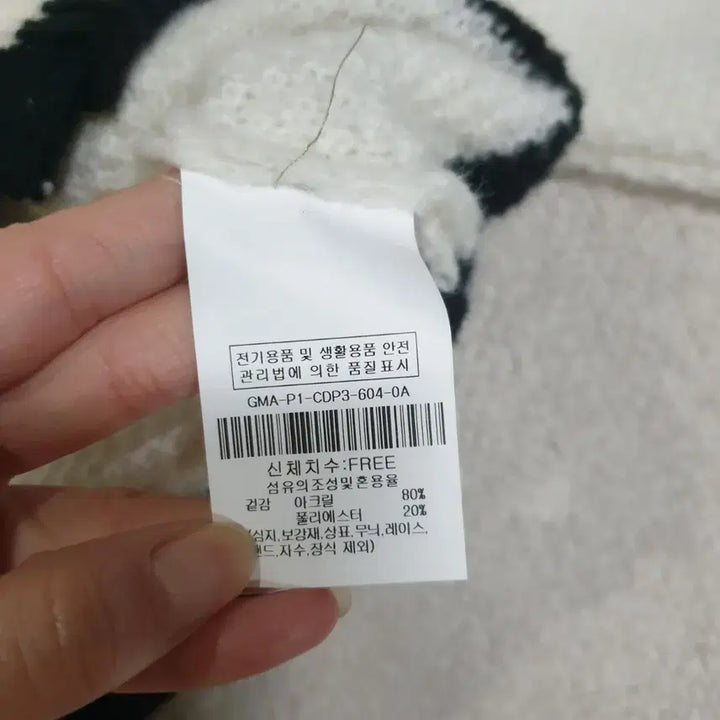 전기용품 및 생활용품 안전
관리법에 의한 품질표시
GMA-P1-CDP3-604-0A
신체치수:FREE
섬유의조성및혼용율
겉감 아크릴 80%
폴리에스터 20%
(심지,보강재,상표,무늬,레이스,
자수,장식 제외)